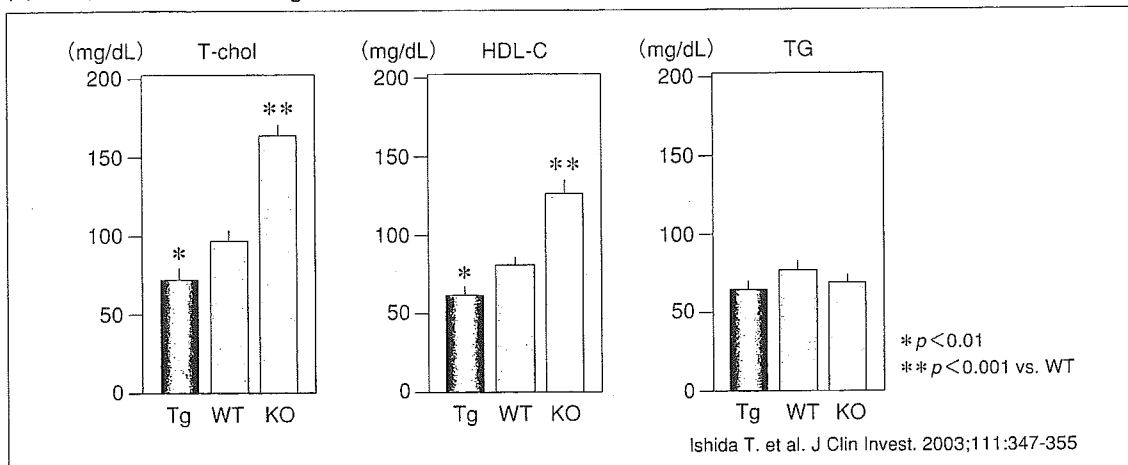 (mg/dL) T-chol
200
150
100
50
0
*
**
Tg WT KO
(mg/dL) HDL-C
200
150
100
50
0
*
**
Tg WT KO
(mg/dL) TG
200
150
100
50
0
Tg WT KO
*p<0.01
**p<0.001 vs. WT
Ishida T. et al. J Clin Invest. 2003;111:347-355